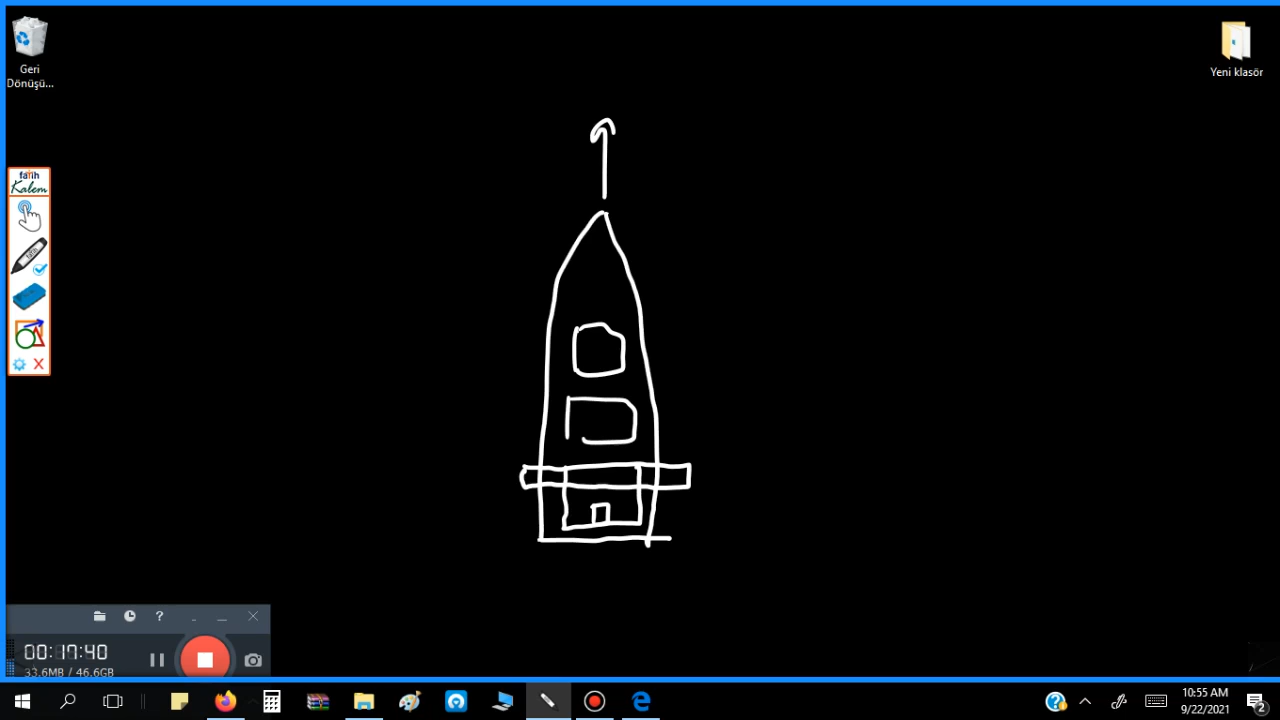 Geri
Dönüşü...
Yeni klasör
fatih
Kalem
00:17:40
33.6MB / 46.6GB
10:55 AM
9/22/2021
2